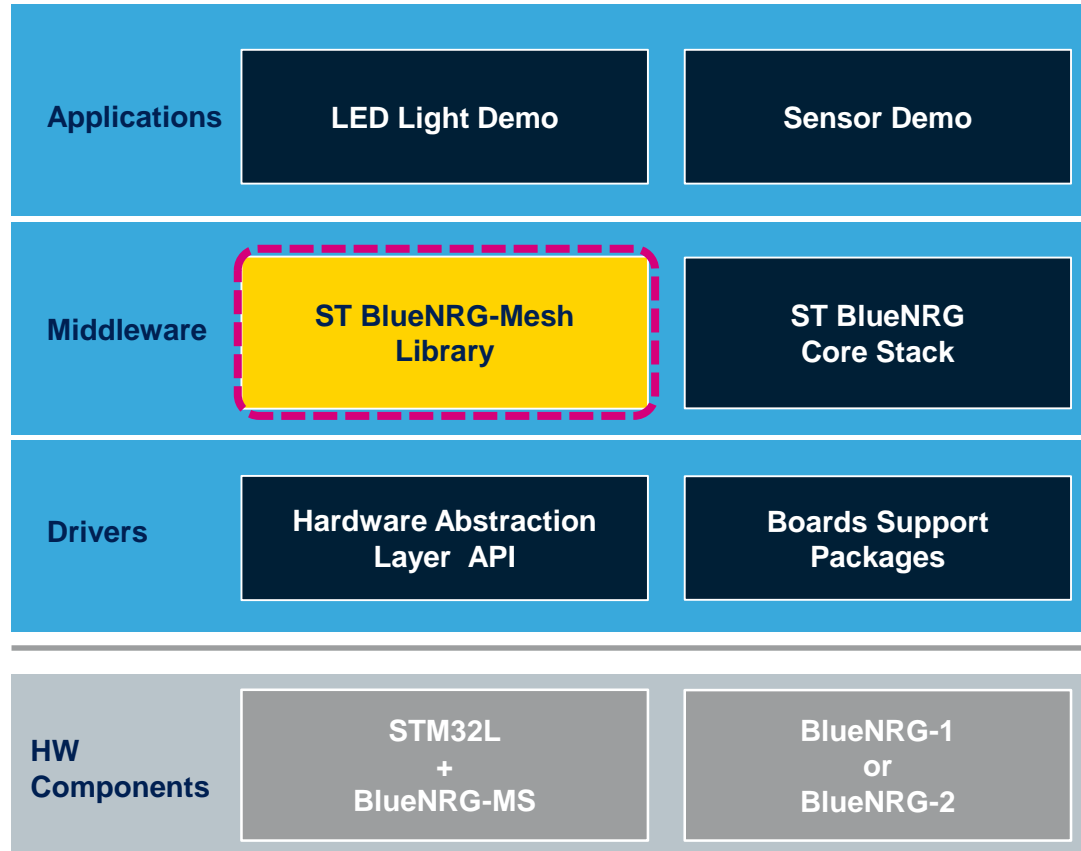 Applications
LED Light Demo
Sensor Demo
Middleware
ST BlueNRG-Mesh
Library
ST BlueNRG
Core Stack
Drivers
Hardware Abstraction
Layer API
Boards Support
Packages
HW
Components
STM32L
+
BlueNRG-MS
BlueNRG-1
or
BlueNRG-2